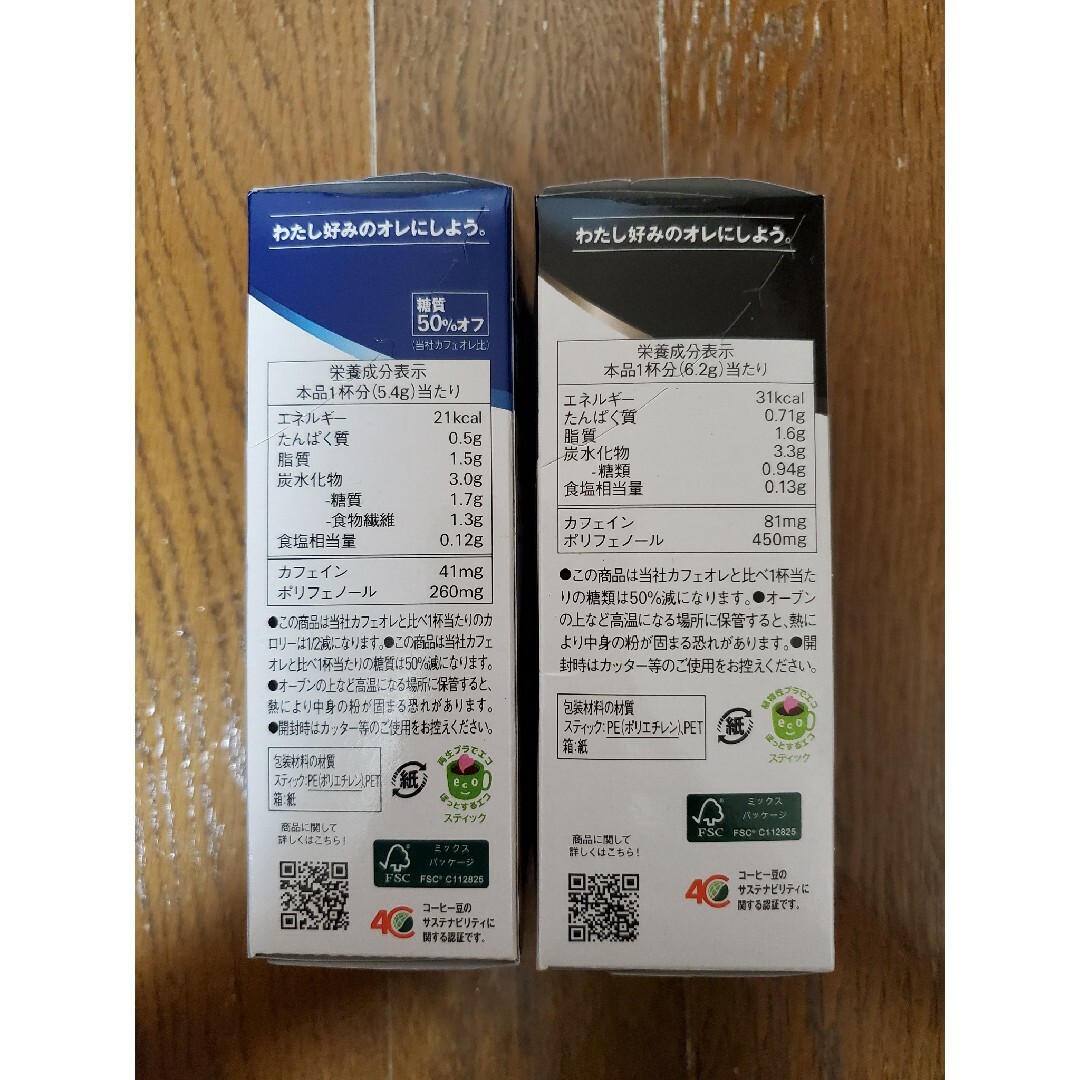 わたし好みのオレにしよう。
糖質
50%オフ
(当社カフェオレ比)
栄養成分表示
本品1杯分(5.4g)当たり
エネルギー 21kcal
たんぱく質 0.5g
脂質 1.5g
炭水化物 3.0g
-糖質 1.7g
-食物繊維 1.3g
食塩相当量 0.12g
カフェイン 41mg
ポリフェノール 260mg
●この商品は当社カフェオレと比べ1杯当たりのカ
ロリーは1/2減になります。●この商品は当社カフェ
オレと比べ1杯当たりの糖質は50%減になります。
●オーブンの上など高温になる場所に保管すると、
熱により中身の粉が固まる恐れがあります。
●開封時はカッター等のご使用をお控えください。
包装材料の材質
スティック:PE(ポリエチレン),PET
箱:紙
紙
再生プラでエコ
eco
ほっとするエコ
スティック
商品に関して
詳しくはこちら!
FSC
ミックス
パッケージ
FSC® C112825
4C
コーヒー豆の
サステナビリティに
関する認証です。
わたし好みのオレにしよう。
栄養成分表示
本品1杯分(6.2g)当たり
エネルギー 31kcal
たんぱく質 0.71g
脂質 1.6g
炭水化物 3.3g
-糖類 0.94g
食塩相当量 0.13g
カフェイン 81mg
ポリフェノール 450mg
●この商品は当社カフェオレと比べ1杯当た
りの糖類は50%減になります。●オーブン
の上など高温になる場所に保管すると、熱に
より中身の粉が固まる恐れがあります。●開
封時はカッター等のご使用をお控えください。
包装材料の材質
スティック:PE(ポリエチレン),PET
箱:紙
紙
eco
ほっとするエコ
スティック
FSC
ミックス
パッケージ
FSC® C112825
商品に関して
詳しくはこちら!
4C
コーヒー豆の
サステナビリティに
関する認証です。